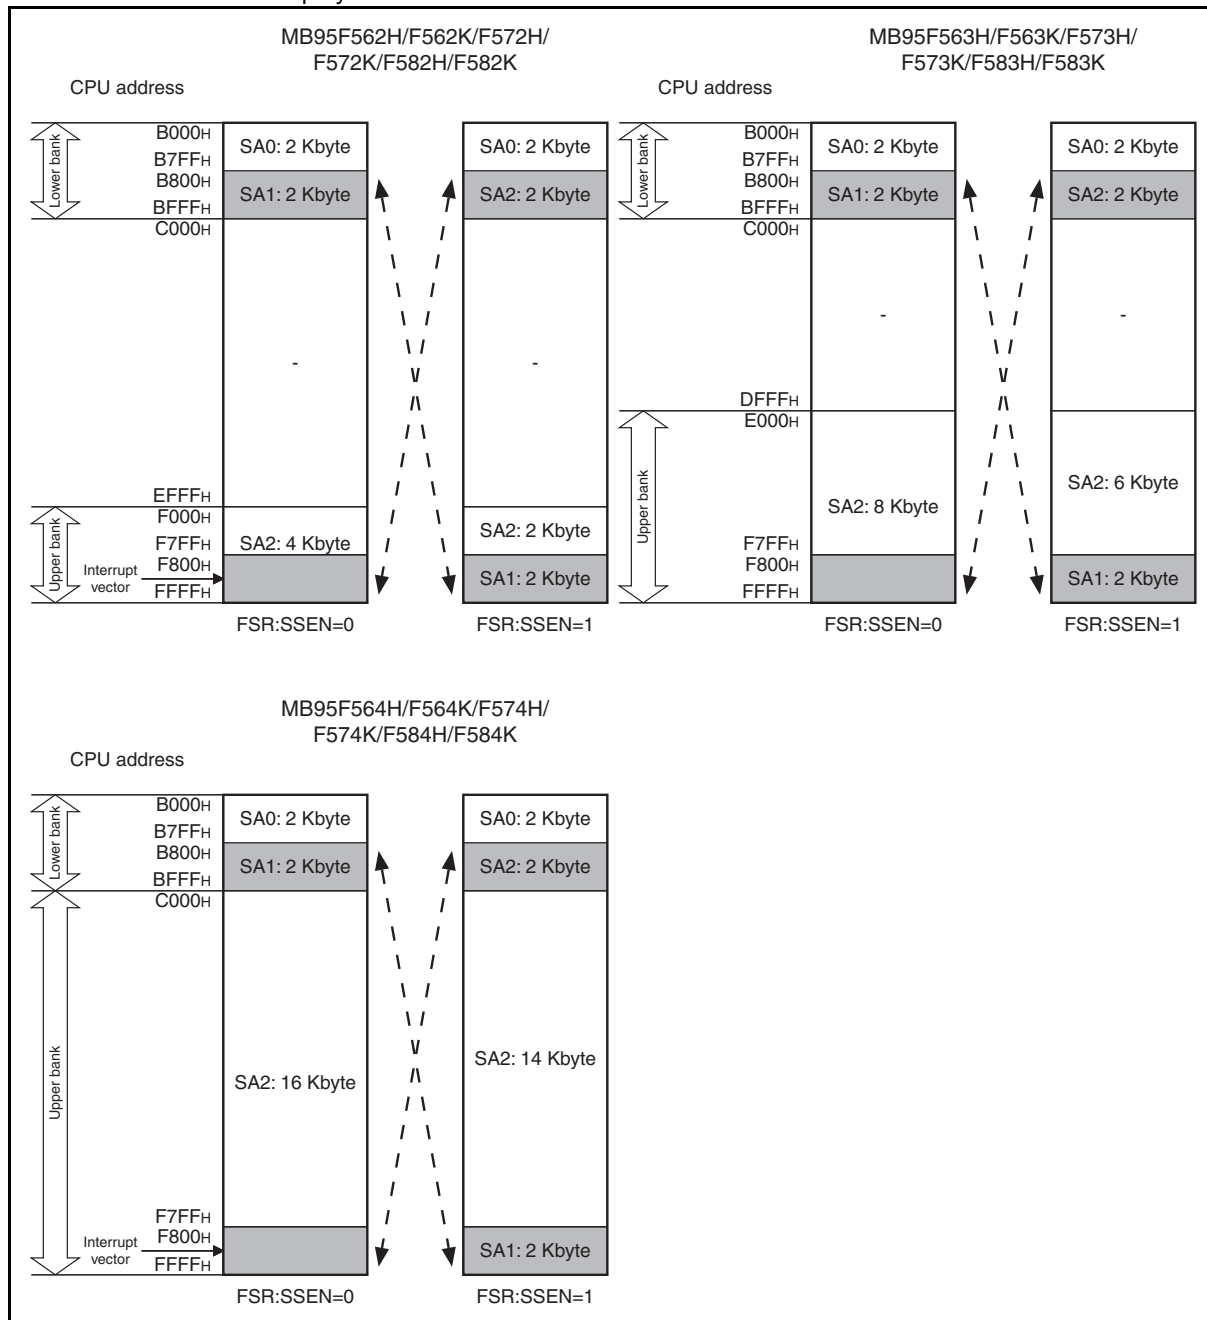 MB95F562H/F562K/F572H/
F572K/F582H/F582K
CPU address
Lower bank
B000H
B7FFH
B800H
BFFFH
C000H
SA0: 2 Kbyte
SA1: 2 Kbyte
-
SA0: 2 Kbyte
SA2: 2 Kbyte
-
Upper bank
EFFFH
F000H
F7FFH
F800H
FFFFH
Interrupt
vector
SA2: 4 Kbyte
SA2: 2 Kbyte
SA1: 2 Kbyte
FSR:SSEN=0
FSR:SSEN=1
MB95F563H/F563K/F573H/
F573K/F583H/F583K
CPU address
Lower bank
B000H
B7FFH
B800H
BFFFH
C000H
SA0: 2 Kbyte
SA1: 2 Kbyte
-
SA0: 2 Kbyte
SA2: 2 Kbyte
-
DFFFH
E000H
Upper bank
F7FFH
F800H
FFFFH
SA2: 8 Kbyte
SA2: 6 Kbyte
SA1: 2 Kbyte
FSR:SSEN=0
FSR:SSEN=1
MB95F564H/F564K/F574H/
F574K/F584H/F584K
CPU address
Lower bank
B000H
B7FFH
B800H
BFFFH
C000H
SA0: 2 Kbyte
SA1: 2 Kbyte
SA0: 2 Kbyte
SA2: 2 Kbyte
Upper bank
SA2: 16 Kbyte
SA2: 14 Kbyte
F7FFH
F800H
FFFFH
Interrupt
vector
SA1: 2 Kbyte
FSR:SSEN=0
FSR:SSEN=1